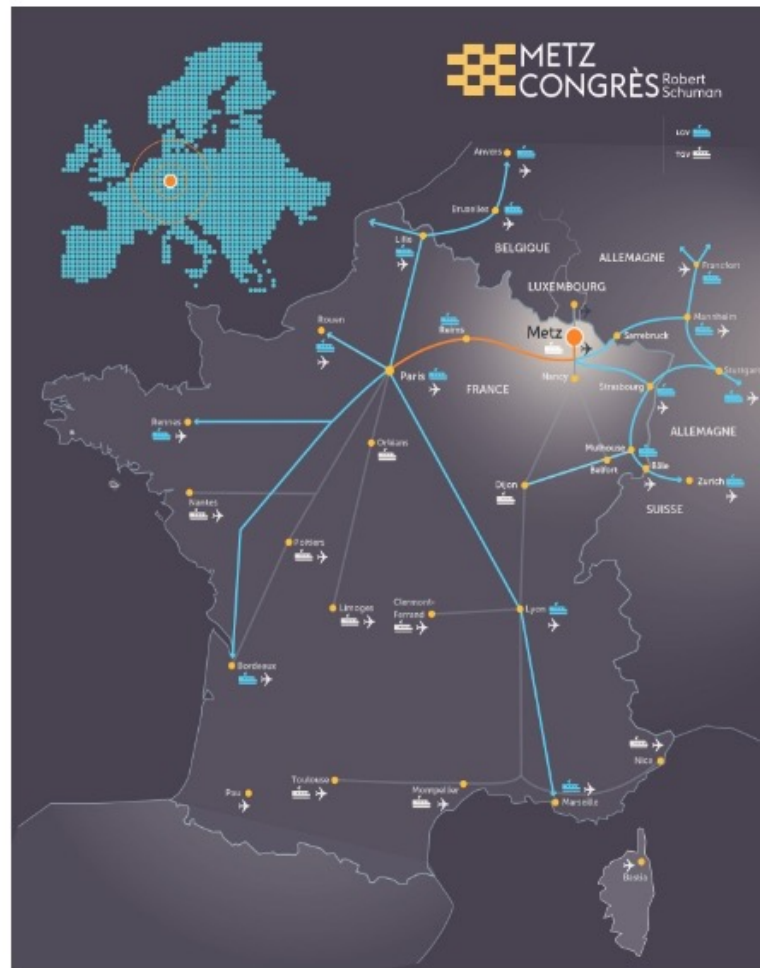 METZ
CONGRÈS Robert
Schuman
LGV
TGV
Anvers
Bruxelles
Lille
BELGIQUE
ALLEMAGNE
Francfort
LUXEMBOURG
Rouen
Reims
Metz
Sarrebruck
Mannheim
Paris
FRANCE
Nancy
Strasbourg
Stuttgart
Rennes
ALLEMAGNE
Orléans
Mulhouse
Belfort
Bâle
Dijon
Zurich
Nantes
SUISSE
Poitiers
Limoges
Clermont-
Ferrand
Lyon
Bordeaux
Nice
Toulouse
Montpellier
Pau
Marseille
Bastia